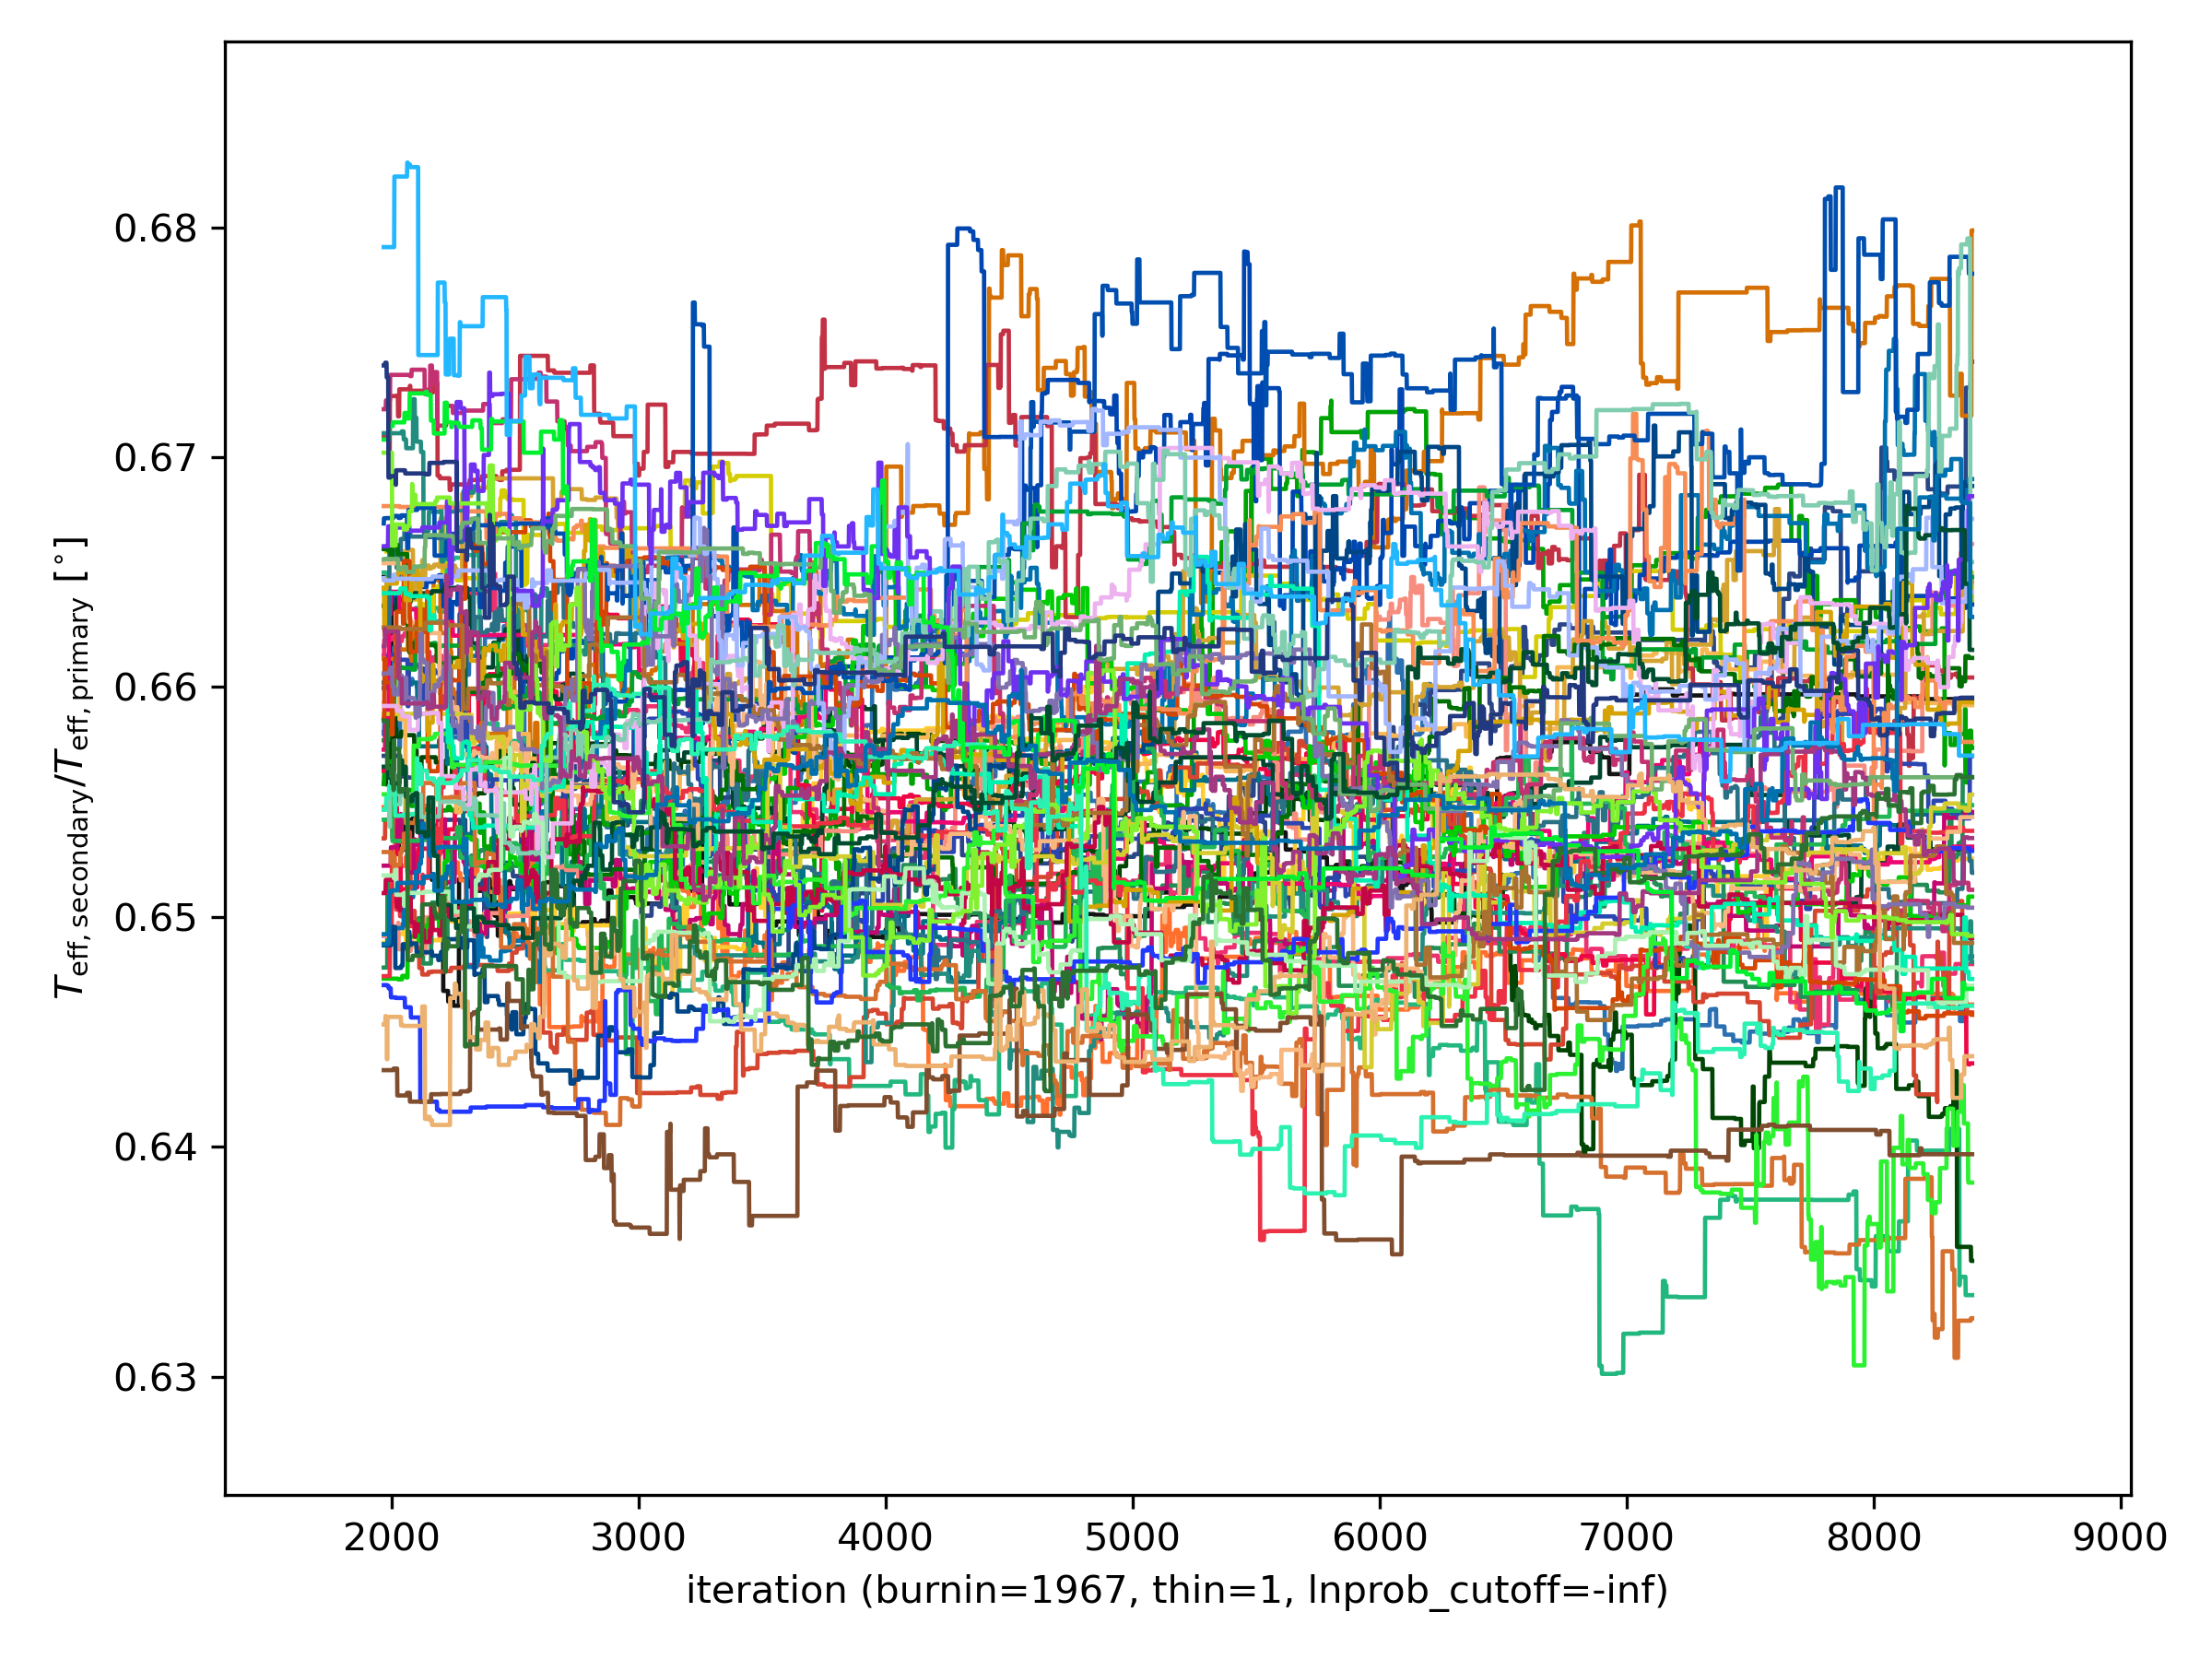 0.68
0.67
0.66
0.65
0.64
0.63
T_eff, secondary/T_eff, primary [°]
2000 3000 4000 5000 6000 7000 8000 9000
iteration (burnin=1967, thin=1, lnprob_cutoff=-inf)